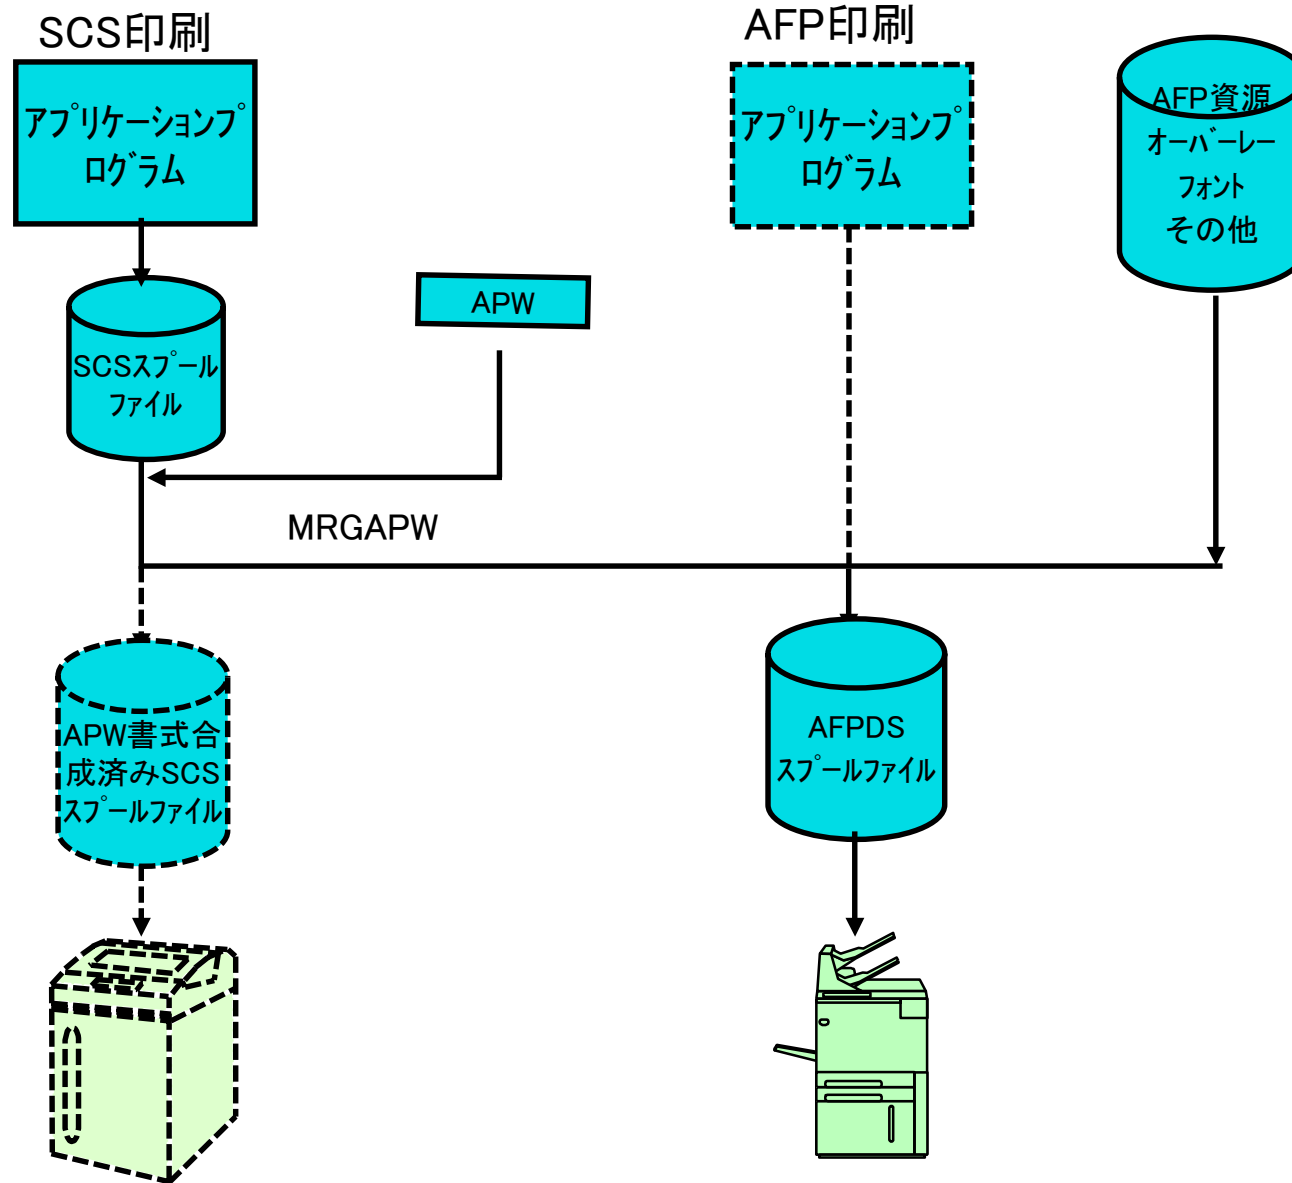 SCS印刷
AFP印刷
アプリケーションプ
ログラム
アプリケーションプ
ログラム
AFP資源
オーバーレー
フォント
その他
APW
SCSスプール
ファイル
MRGAPW
APW書式合
成済みSCS
スプールファイル
AFPDS
スプールファイル